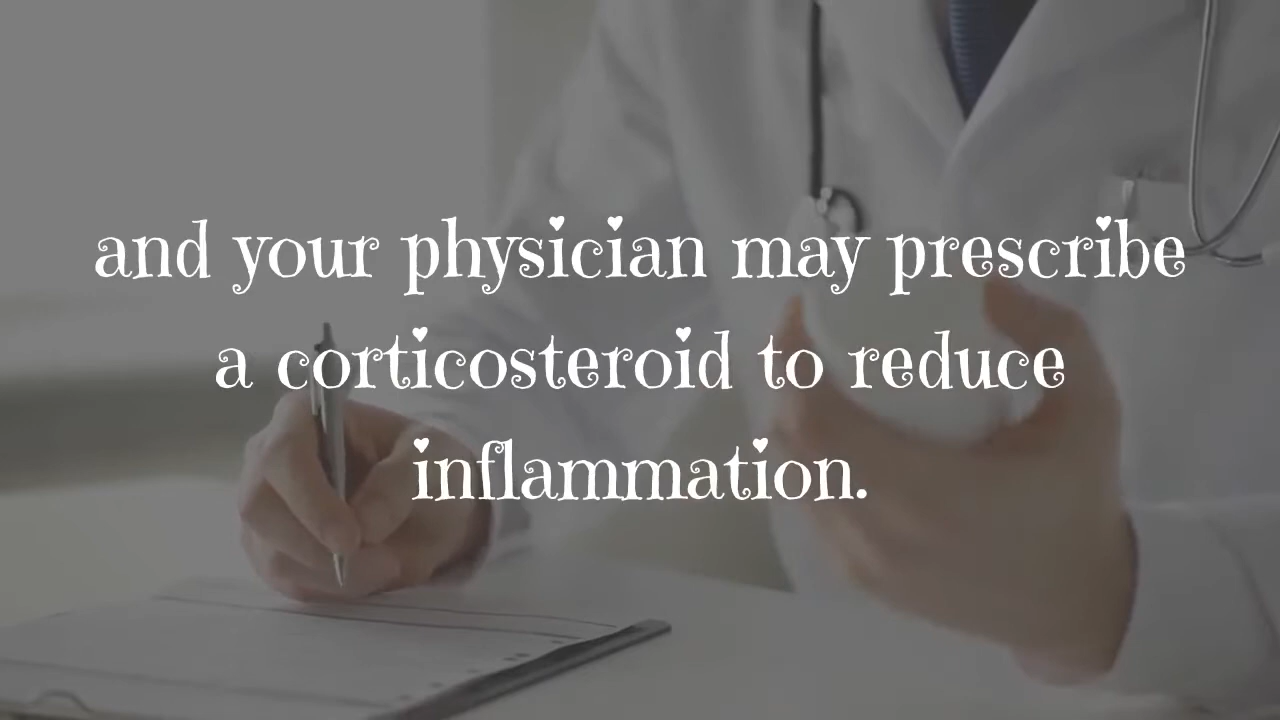 and your physician may prescribe
a corticosteroid to reduce
inflammation.